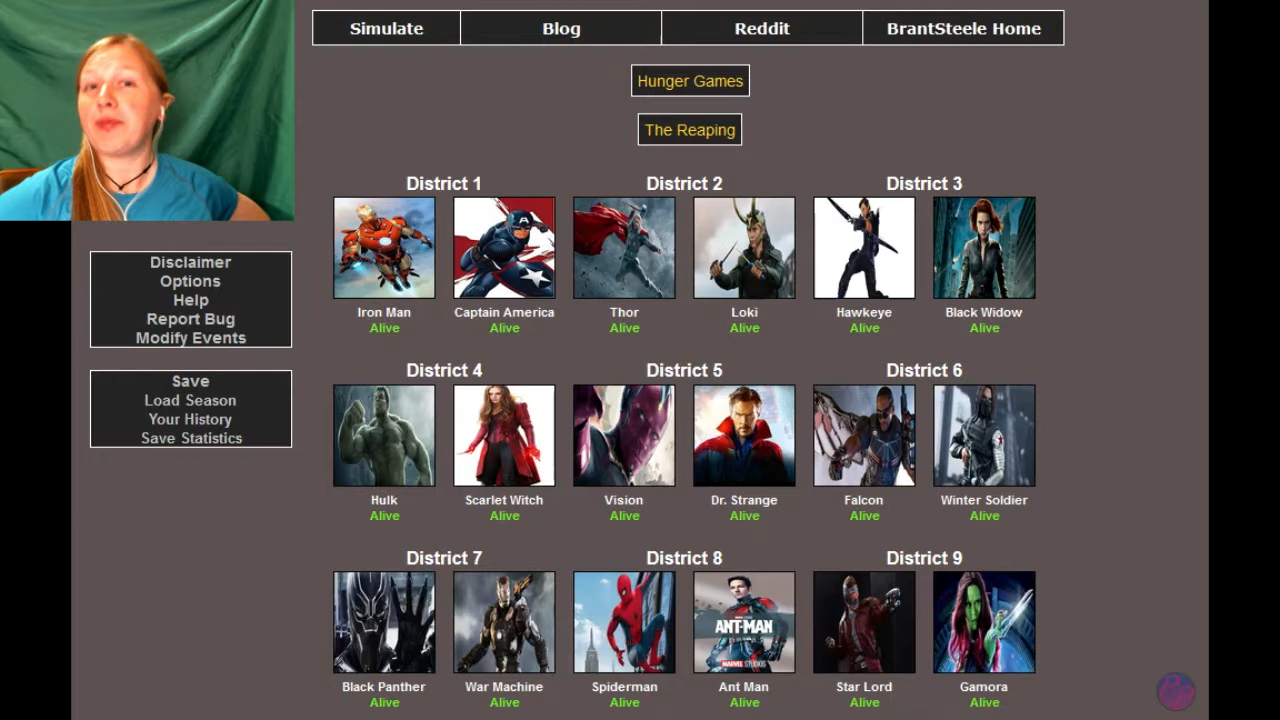 Simulate Blog Reddit BrantSteele Home
Hunger Games
The Reaping
Disclaimer
Options
Help
Report Bug
Modify Events
Save
Load Season
Your History
Save Statistics
District 1 District 2 District 3
Iron Man Captain America Thor Loki Hawkeye Black Widow
Alive Alive Alive Alive Alive Alive
District 4 District 5 District 6
Hulk Scarlet Witch Vision Dr. Strange Falcon Winter Soldier
Alive Alive Alive Alive Alive Alive
District 7 District 8 District 9
ANT-MAN
MARVEL STUDIOS
Black Panther War Machine Spiderman Ant Man Star Lord Gamora
Alive Alive Alive Alive Alive Alive